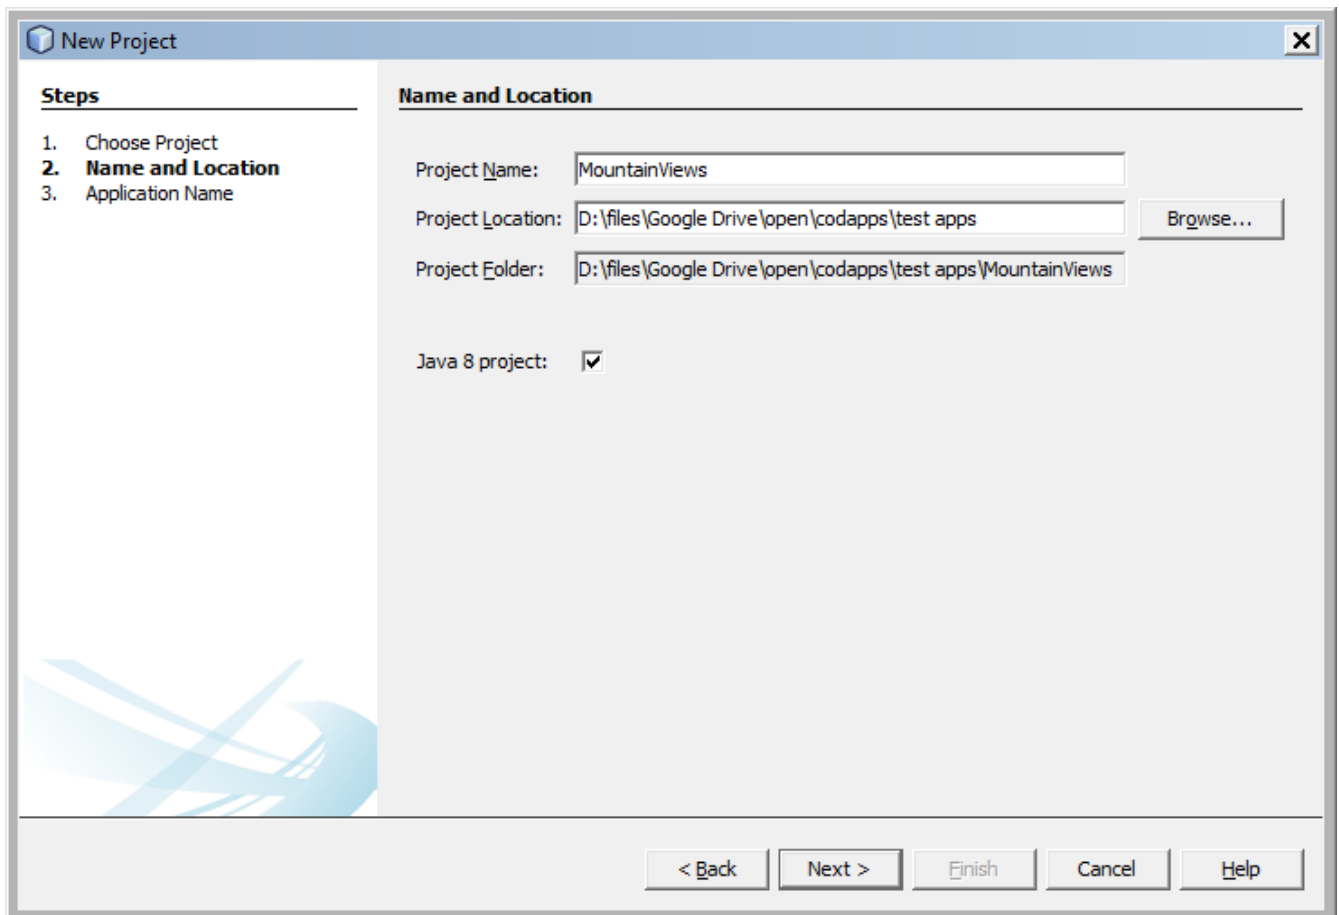 New Project
Steps
1. Choose Project
2. Name and Location
3. Application Name
Name and Location
Project Name: MountainViews
Project Location: D:\files\Google Drive\open\codapps\test apps Browse...
Project Folder: D:\files\Google Drive\open\codapps\test apps\MountainViews
Java 8 project:
< Back Next > Finish Cancel Help